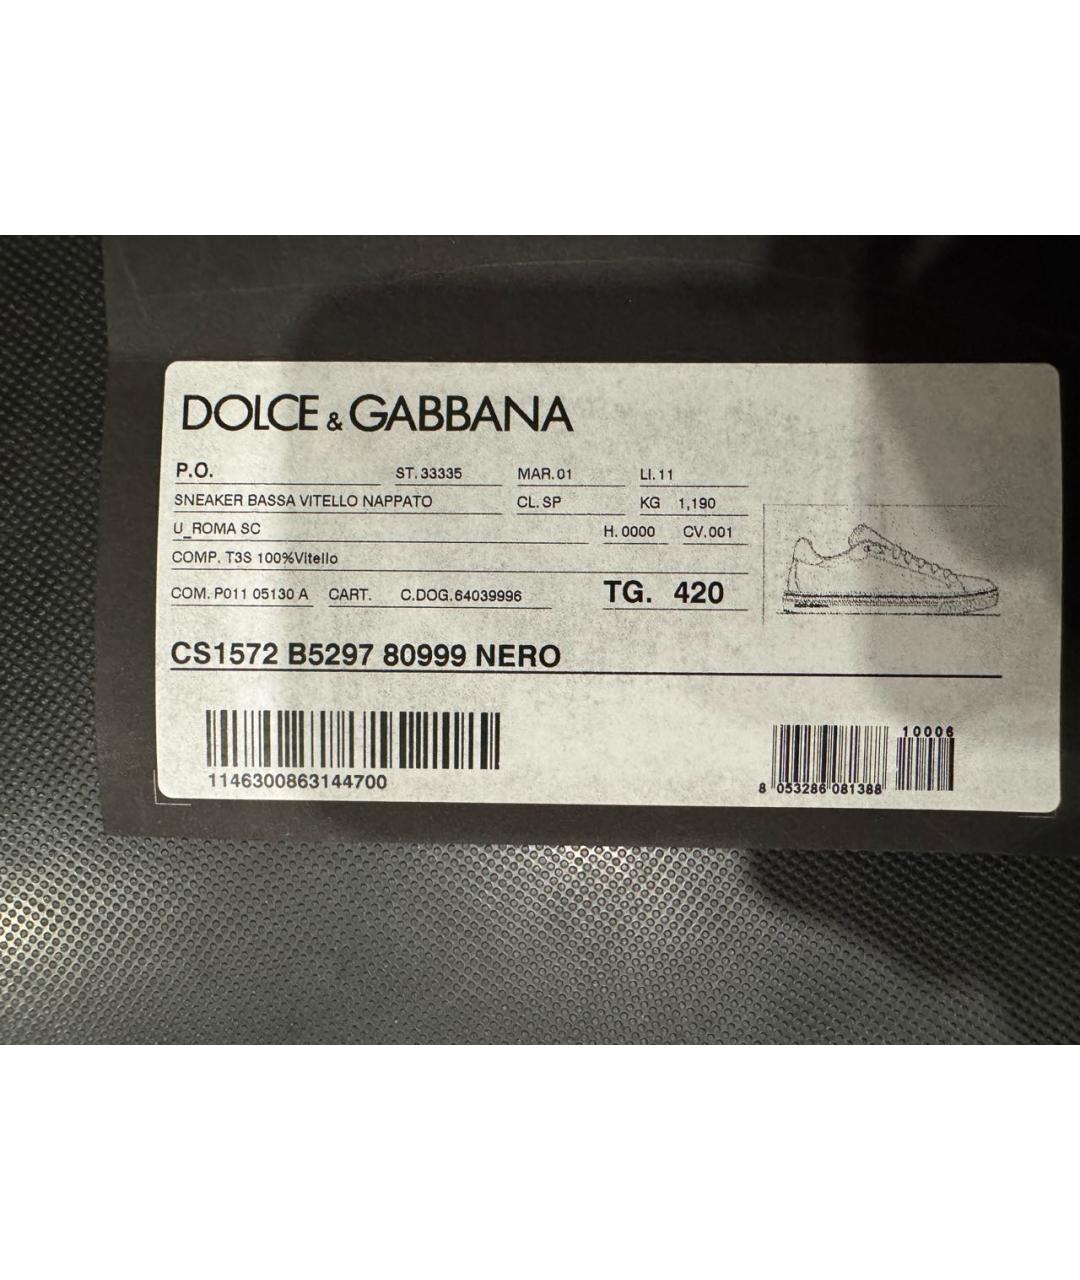 DOLCE & GABBANA
P.O. ST. 33335 MAR. 01 LI. 11
SNEAKER BASSA VITELLO NAPPATO CL. SP KG 1,190
U_ROMA SC H. 0000 CV. 001
COMP. T3S 100%Vitello
COM. P011 05130 A CART. C.DOG. 64039996 TG. 420
CS1572 B5297 80999 NERO
10006
1146300863144700
8 053286 081388